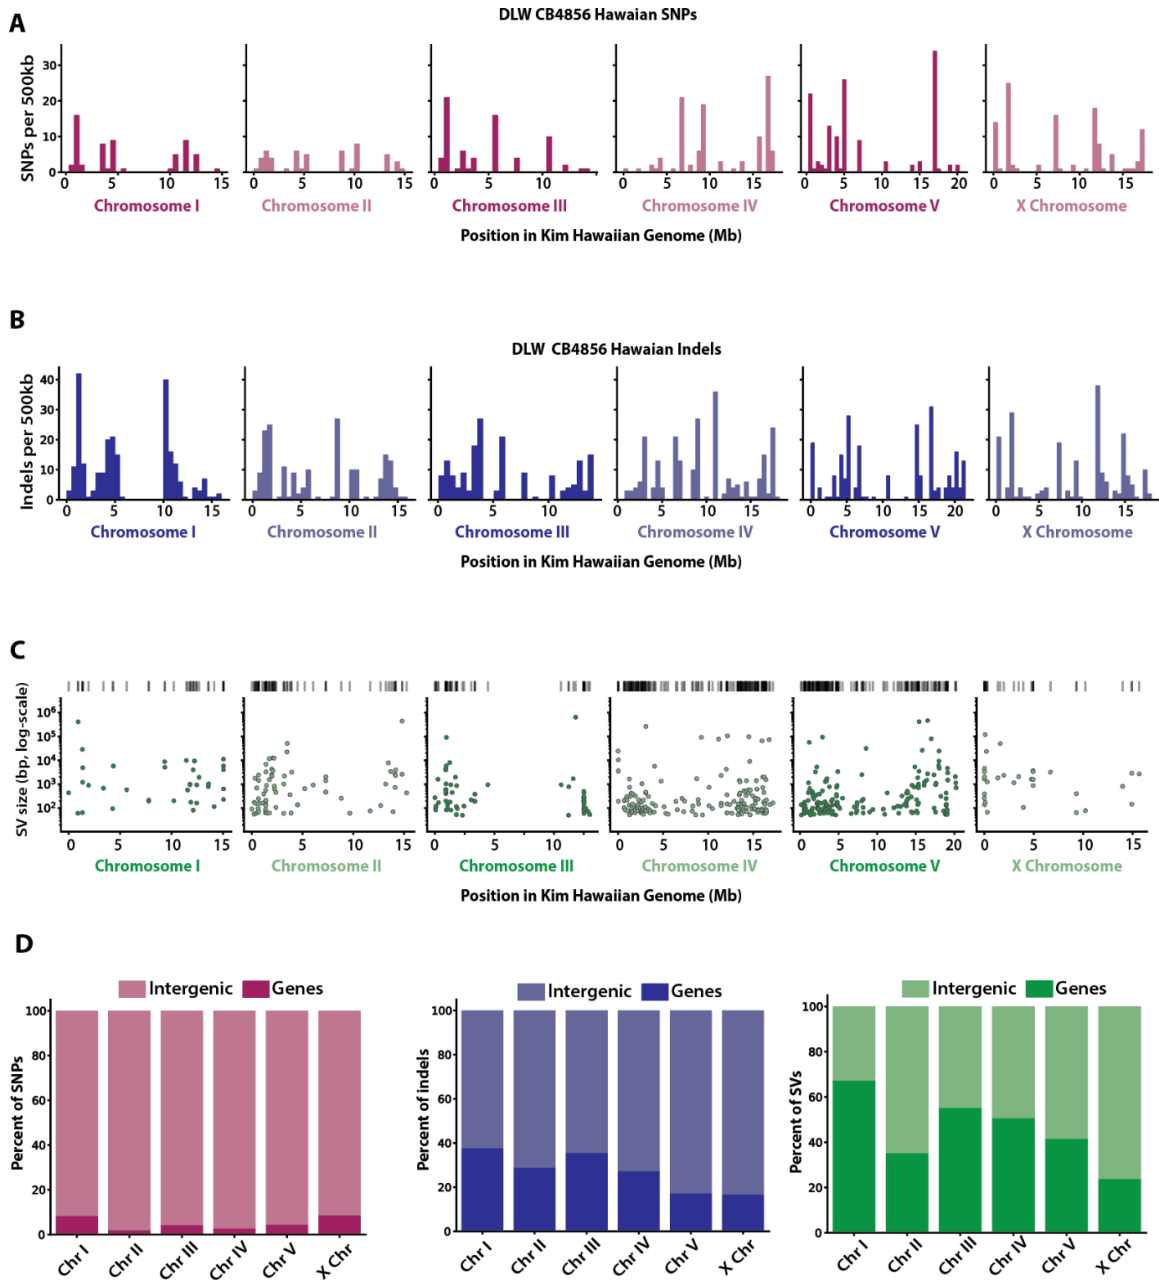 A
DLW CB4856 Hawaian SNPs
SNPs per 500kb
30
20
10
0
0 5 10 15
0 5 10 15
0 5 10
0 5 10 15
0 5 10 15 20
0 5 10 15
Chromosome I
Chromosome II
Chromosome III
Chromosome IV
Chromosome V
X Chromosome
Position in Kim Hawaiian Genome (Mb)
B
DLW CB4856 Hawaian Indels
Indels per 500kb
40
30
20
10
0
0 5 10 15
0 5 10 15
0 5 10
0 5 10 15
0 5 10 15 20
0 5 10 15
Chromosome I
Chromosome II
Chromosome III
Chromosome IV
Chromosome V
X Chromosome
Position in Kim Hawaiian Genome (Mb)
C
SV size (bp, log-scale)
10⁶
10⁵
10⁴
10³
10²
0 5 10 15
0 5 10 15
0 5 10
0 5 10 15
0 5 10 15 20
0 5 10 15
Chromosome I
Chromosome II
Chromosome III
Chromosome IV
Chromosome V
X Chromosome
Position in Kim Hawaiian Genome (Mb)
D
Intergenic Genes
Percent of SNPs
100
80
60
40
20
0
Chr I
Chr II
Chr III
Chr IV
Chr V
X Chr
Intergenic Genes
Percent of indels
100
80
60
40
20
0
Chr I
Chr II
Chr III
Chr IV
Chr V
X Chr
Intergenic Genes
Percent of SVs
100
80
60
40
20
0
Chr I
Chr II
Chr III
Chr IV
Chr V
X Chr